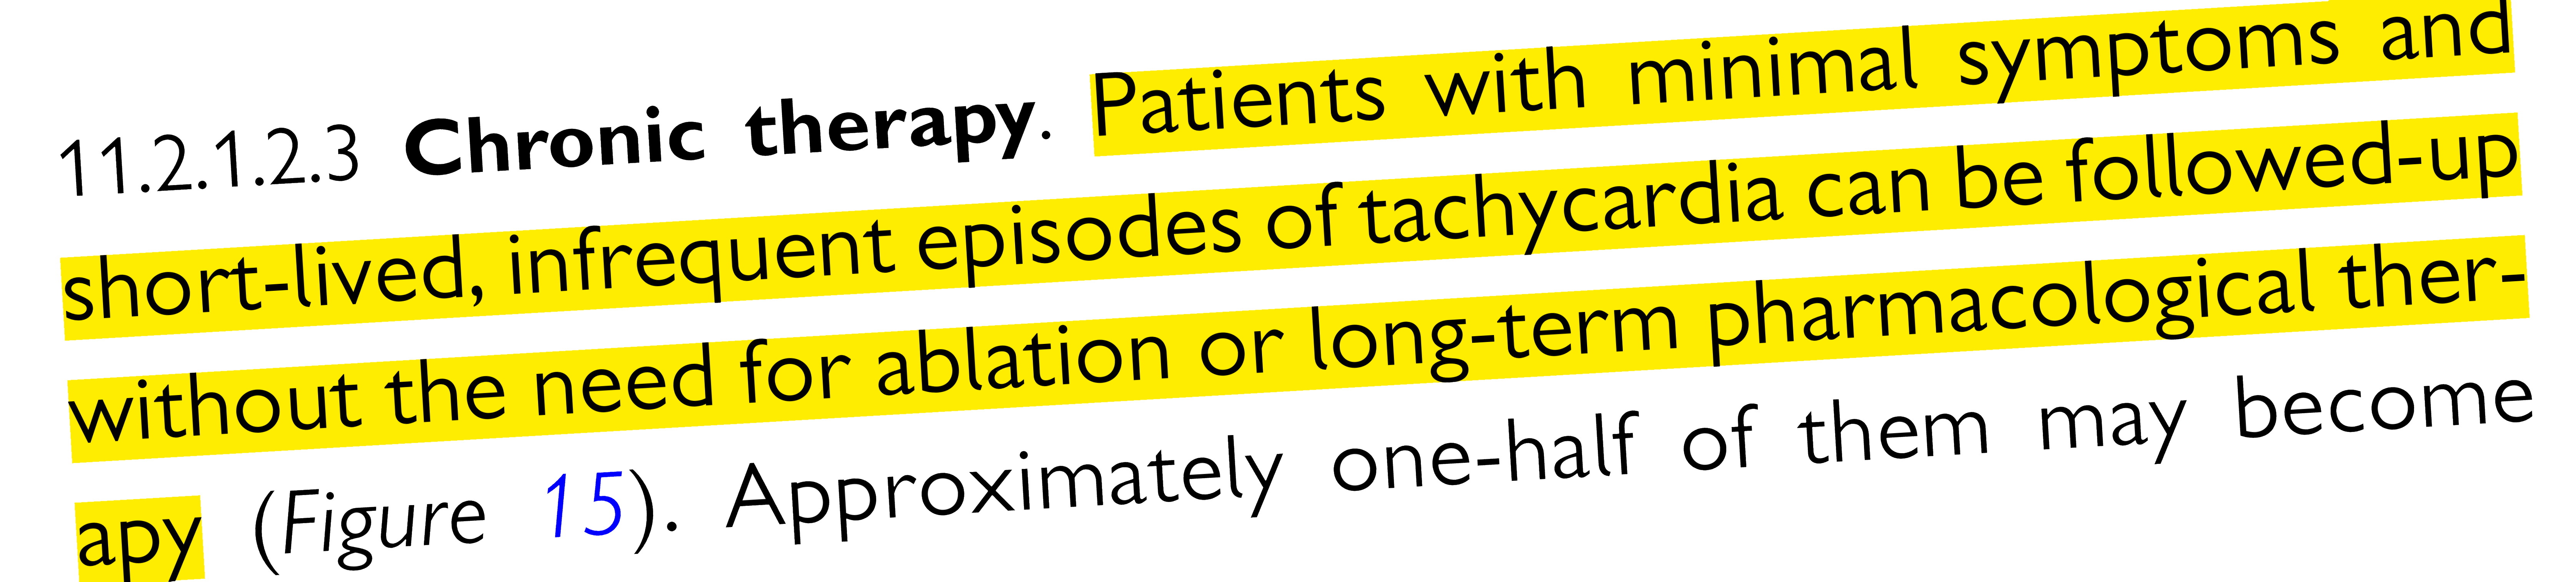 11.2.1.2.3 Chronic therapy. Patients with minimal symptoms and
short-lived, infrequent episodes of tachycardia can be followed-up
without the need for ablation or long-term pharmacological ther-
apy (Figure 15). Approximately one-half of them may become